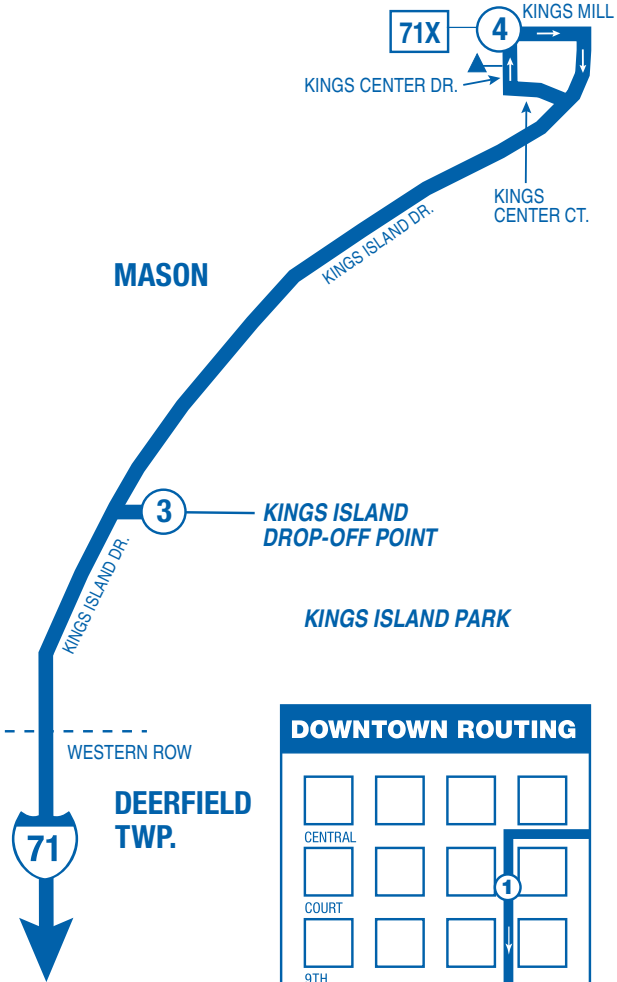 KINGS MILL
71X
4
KINGS CENTER DR.
KINGS
CENTER CT.
KINGS ISLAND DR.
MASON
3
KINGS ISLAND
DROP-OFF POINT
KINGS ISLAND DR.
KINGS ISLAND PARK
WESTERN ROW
DEERFIELD
TWP.
71
DOWNTOWN ROUTING
CENTRAL
1
COURT
9TH